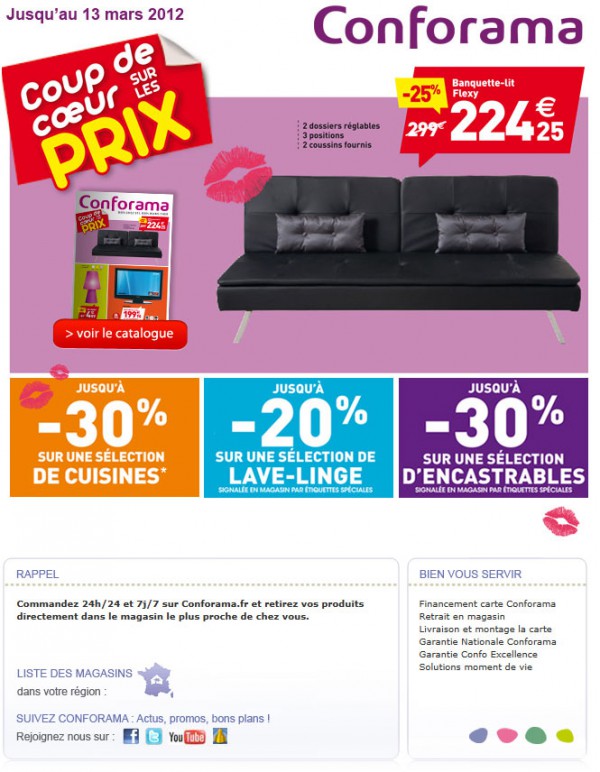 Jusqu'au 13 mars 2012
Conforama
Coup de
cœur
SUR
LES
PRIX
-25%
Banquette-lit
Flexy
299€
224€25
2 dossiers réglables
3 positions
2 coussins fournis
Conforama
Coup de
cœur
PRIX
> voir le catalogue
JUSQU'À
-30%
SUR UNE SÉLECTION
DE CUISINES*
JUSQU'À
-20%
SUR UNE SÉLECTION DE
LAVE-LINGE
SIGNALÉE EN MAGASIN PAR ÉTIQUETTES SPÉCIALES
JUSQU'À
-30%
SUR UNE SÉLECTION
D'ENCASTRABLES
SIGNALÉE EN MAGASIN PAR ÉTIQUETTES SPÉCIALES
RAPPEL
Commandez 24h/24 et 7j/7 sur Conforama.fr et retirez vos produits
directement dans le magasin le plus proche de chez vous.
LISTE DES MAGASINS
dans votre région :
SUIVEZ CONFORAMA : Actus, promos, bons plans !
Rejoignez nous sur : f t You Tube
BIEN VOUS SERVIR
Financement carte Conforama
Retrait en magasin
Livraison et montage la carte
Garantie Nationale Conforama
Garantie Confo Excellence
Solutions moment de vie